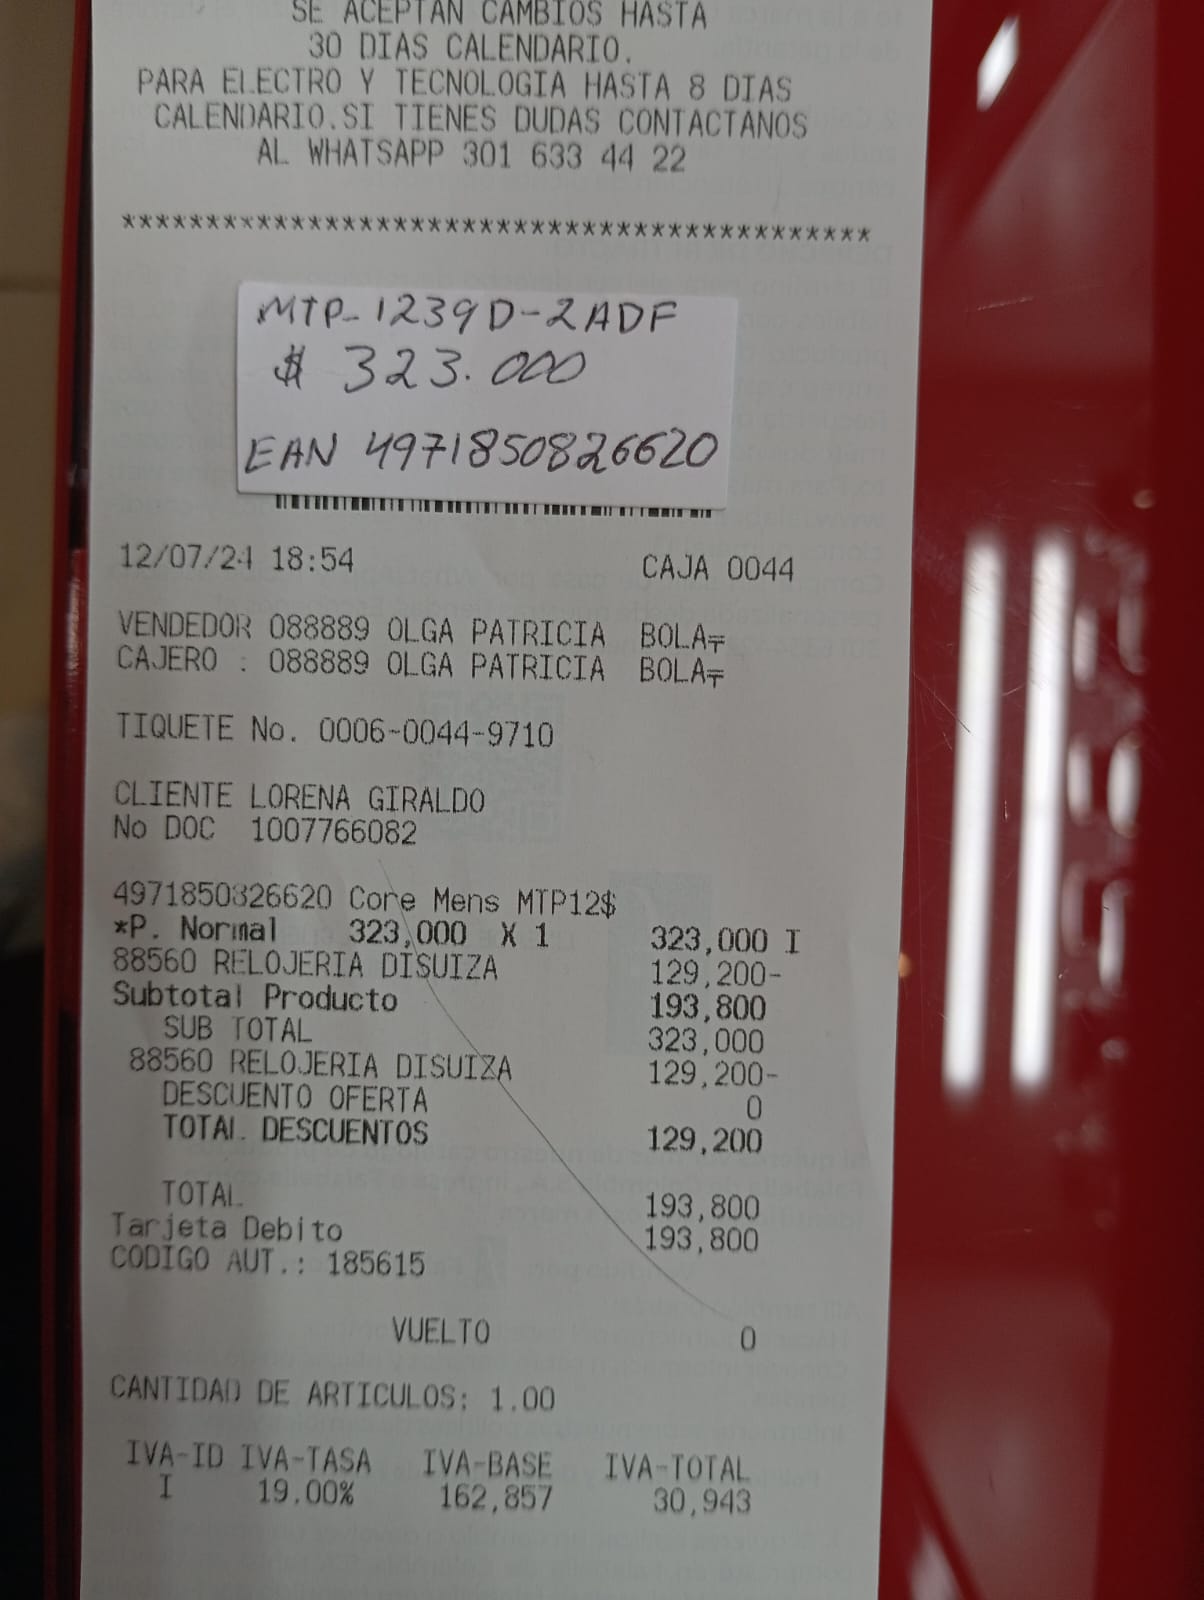 SE ACEPTAN CAMBIOS HASTA
30 DIAS CALENDARIO.
PARA ELECTRO Y TECNOLOGIA HASTA 8 DIAS
CALENDARIO.SI TIENES DUDAS CONTACTANOS
AL WHATSAPP 301 633 44 22
*********************************************
MTP-1239D-2ADF
$ 323.000
EAN 4971850826620
12/07/24 18:54 CAJA 0044
VENDEDOR 088889 OLGA PATRICIA BOLA
CAJERO : 088889 OLGA PATRICIA BOLA
TIQUETE No. 0006-0044-9710
CLIENTE LORENA GIRALDO
No DOC 1007766082
4971850826620 Core Mens MTP12$
*P. Normal 323,000 X 1 323,000 I
88560 RELOJERIA DISUIZA 129,200-
Subtotal Producto 193,800
SUB TOTAL 323,000
88560 RELOJERIA DISUIZA 129,200-
DESCUENTO OFERTA 0
TOTAL DESCUENTOS 129,200
TOTAL 193,800
Tarjeta Debito 193,800
CODIGO AUT.: 185615
VUELTO 0
CANTIDAD DE ARTICULOS: 1.00
IVA-ID IVA-TASA IVA-BASE IVA-TOTAL
I 19.00% 162,857 30,943